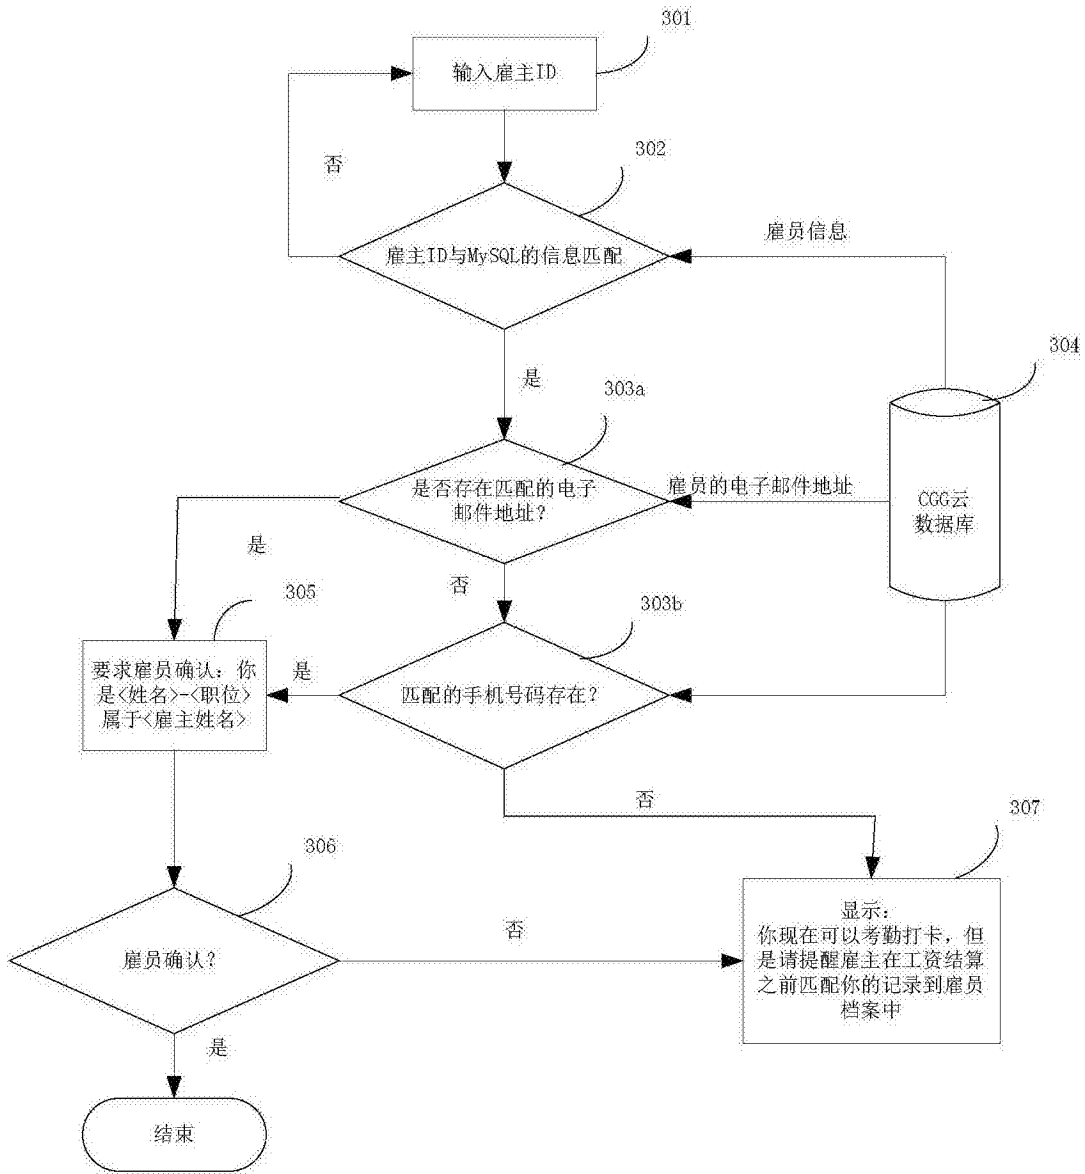 301
输入雇主ID
否
302
雇员信息
雇主ID与MySQL的信息匹配
304
是
303a
是否存在匹配的电子
邮件地址?
雇员的电子邮件地址
CGG云
数据库
是
否
305
303b
要求雇员确认: 你
是<姓名>-<职位>
属于<雇主姓名>
是
匹配的手机号码存在?
否
307
306
显示:
你现在可以考勤打卡, 但
是请提醒雇主在工资结算
之前匹配你的记录到雇员
档案中
否
雇员确认?
是
结束